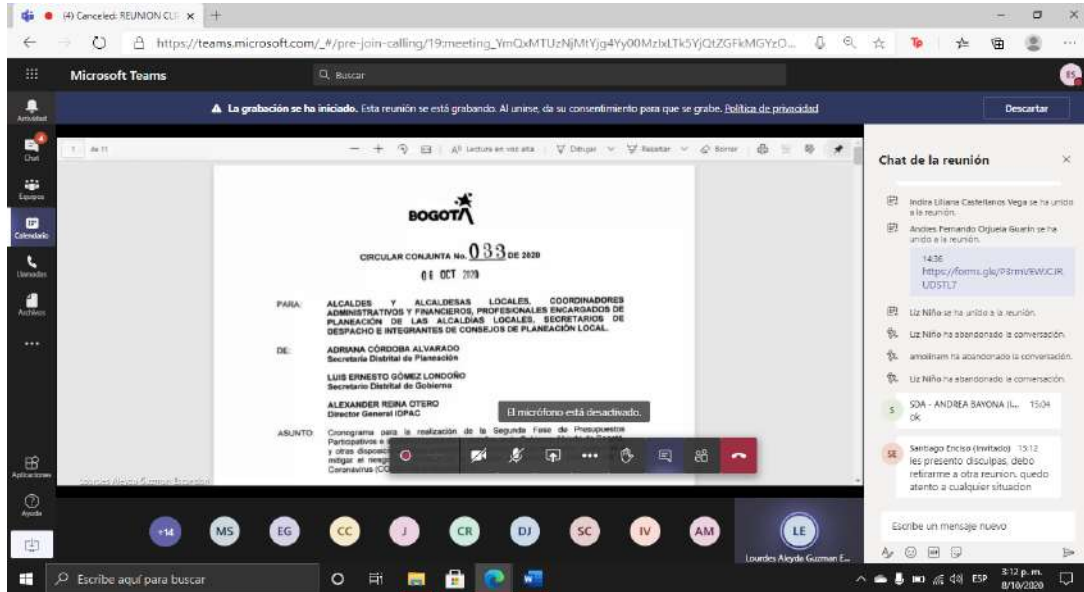 (4) Canceled: REUNION CLE
https://teams.microsoft.com/_#/pre-join-calling/19:meeting_
Microsoft Teams
Buscar
ES
La grabación se ha iniciado. Esta reunión se está grabando. Al unirse, da su consentimiento para que se grabe. Política de privacidad
Descartar
Actividad
Chat
Equipos
Calendario
Llamadas
Archivos
Aplicaciones
Ayuda
1 de 11
Lectura en voz alta
Dibujar
Resaltar
Borrar
BOGOTÁ
CIRCULAR CONJUNTA No. 033 DE 2020
06 OCT 2020
PARA: ALCALDES Y ALCALDESAS LOCALES, COORDINADORES
ADMINISTRATIVOS Y FINANCIEROS, PROFESIONALES ENCARGADOS DE
PLANEACIÓN DE LAS ALCALDÍAS LOCALES, SECRETARIOS DE
DESPACHO E INTEGRANTES DE CONSEJOS DE PLANEACIÓN LOCAL.
DE: ADRIANA CÓRDOBA ALVARADO
Secretaria Distrital de Planeación
LUIS ERNESTO GÓMEZ LONDOÑO
Secretario Distrital de Gobierno
ALEXANDER REINA OTERO
Director General IDPAC
El micrófono está desactivado.
ASUNTO: Cronograma para la realización de la Segunda Fase de Presupuestos
Participativos
y otras
mitigar el
Coronavirus
+14
MS
EG
CC
J
CR
DJ
SC
IV
AM
LE
Lourdes Aleyde Guzman E...
Chat de la reunión
Indira Liliana Castellanos Vega se ha unido
a la reunión.
Andres Fernando Orjuela Guarin se ha
unido a la reunión.
14:36
Liz Niño se ha unido a la reunión.
Liz Niño ha abandonado la conversación.
amolinam ha abandonado la conversación.
Liz Niño ha abandonado la conversación.
S
SDA - ANDREA BAYONA (I... 15:04
ok
SE
Santiago Enciso (Invitado) 15:12
les presento disculpas, debo
retirarme a otra reunion. quedo
atento a cualquier situacion
Escribe un mensaje nuevo
Escribe aquí para buscar
ESP
3:12 p. m.
8/10/2020